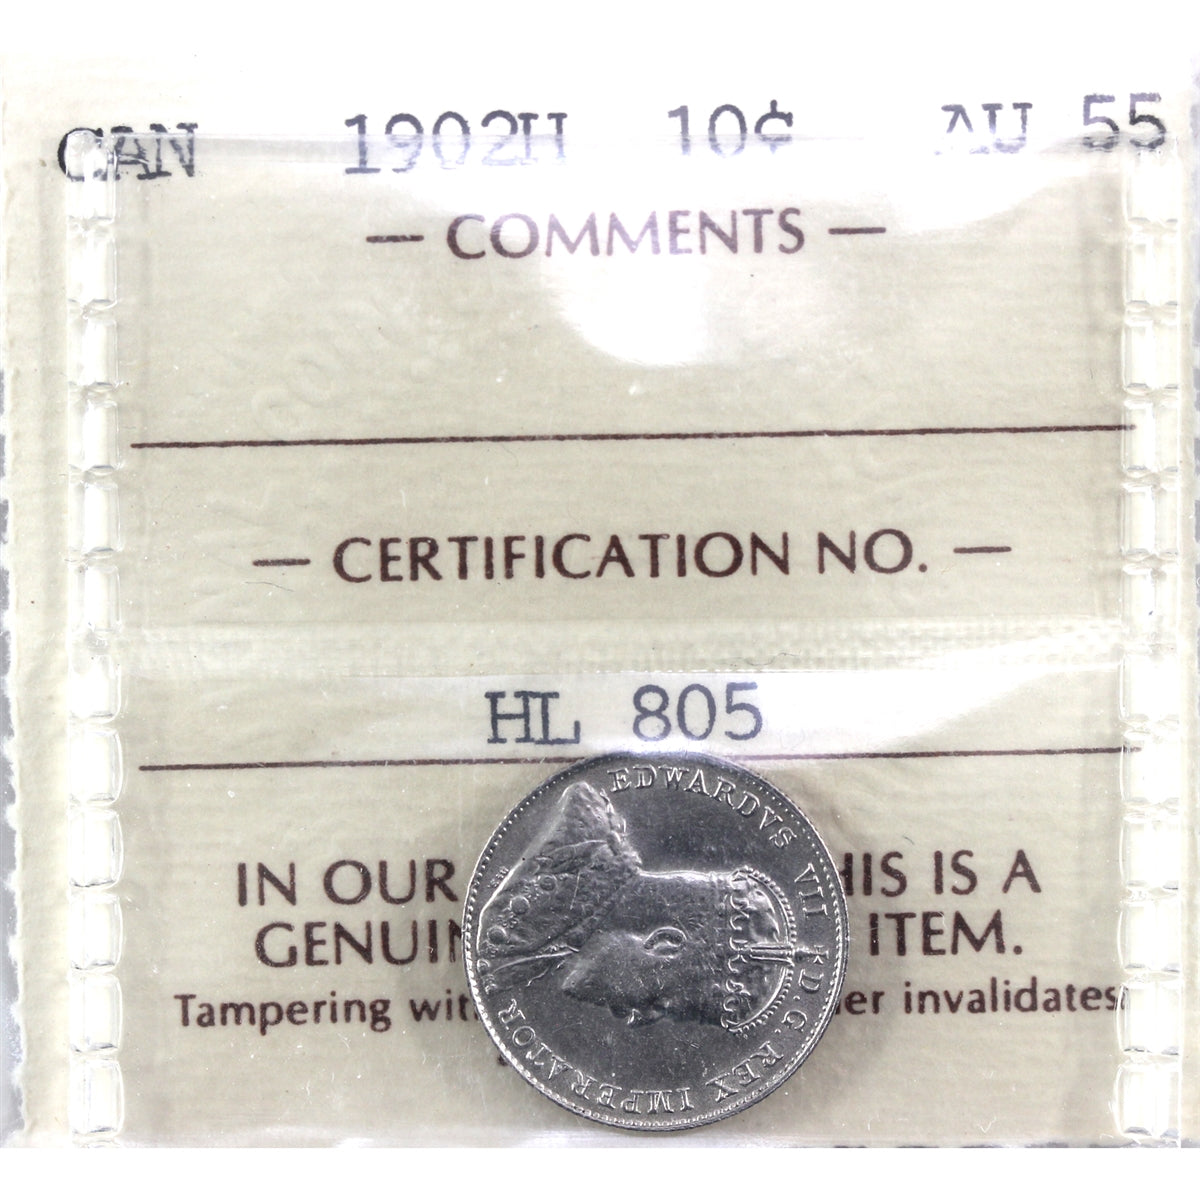 CAN 1902H 10¢ AU 55
— COMMENTS —
— CERTIFICATION NO. —
HL 805
IN OUR HIS IS A
GENUIN ITEM.
Tampering wit er invalidates
EDWARDVS VII D.G. REX IMPERATOR